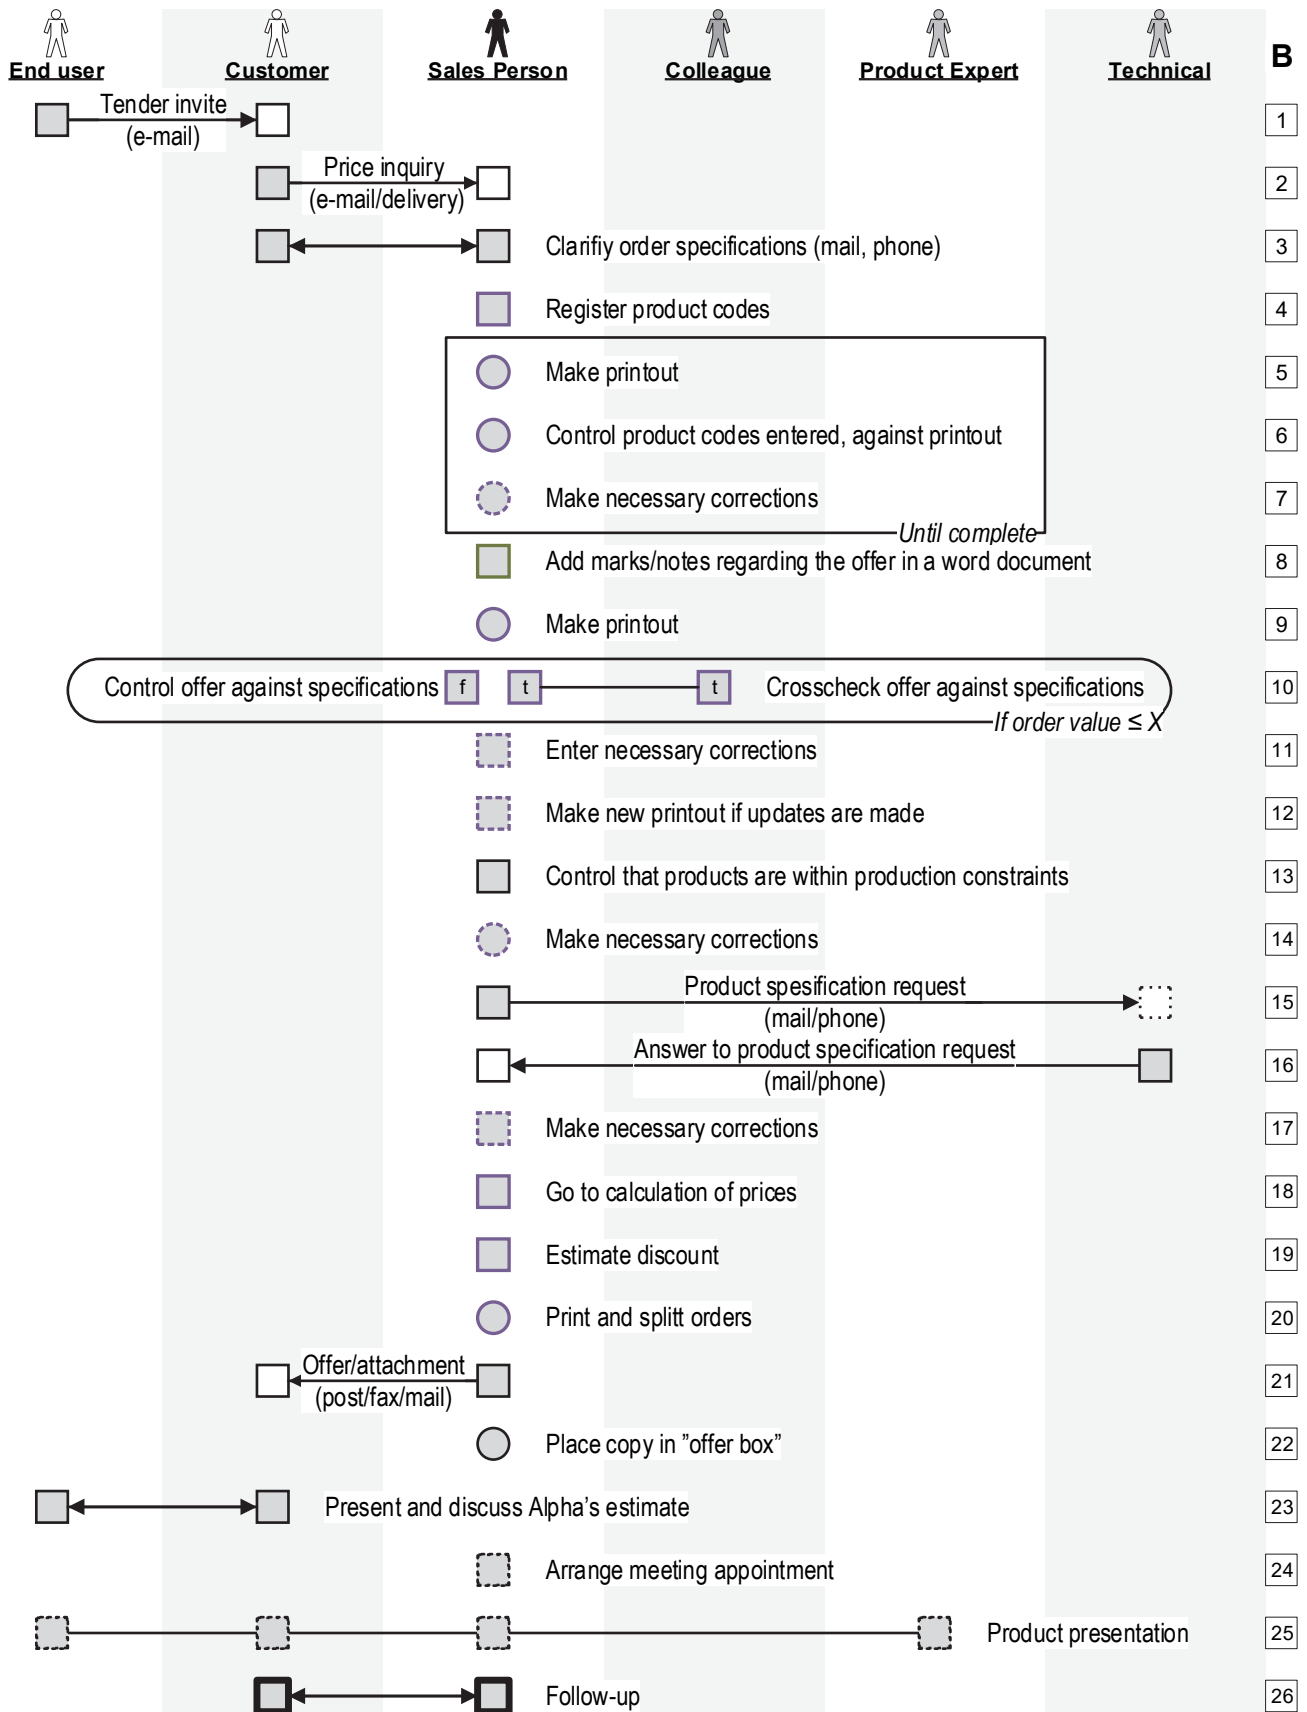 End user Customer Sales Person Colleague Product Expert Technical B
Tender invite
(e-mail)
1
Price inquiry
(e-mail/delivery)
2
Clarifiy order specifications (mail, phone)
3
Register product codes
4
Make printout
5
Control product codes entered, against printout
6
Make necessary corrections
7
Until complete
Add marks/notes regarding the offer in a word document
8
Make printout
9
Control offer against specifications f t t Crosscheck offer against specifications
10
If order value ≤ X
Enter necessary corrections
11
Make new printout if updates are made
12
Control that products are within production constraints
13
Make necessary corrections
14
Product spesification request
(mail/phone)
15
Answer to product specification request
(mail/phone)
16
Make necessary corrections
17
Go to calculation of prices
18
Estimate discount
19
Print and splitt orders
20
Offer/attachment
(post/fax/mail)
21
Place copy in ”offer box”
22
Present and discuss Alpha’s estimate
23
Arrange meeting appointment
24
Product presentation
25
Follow-up
26